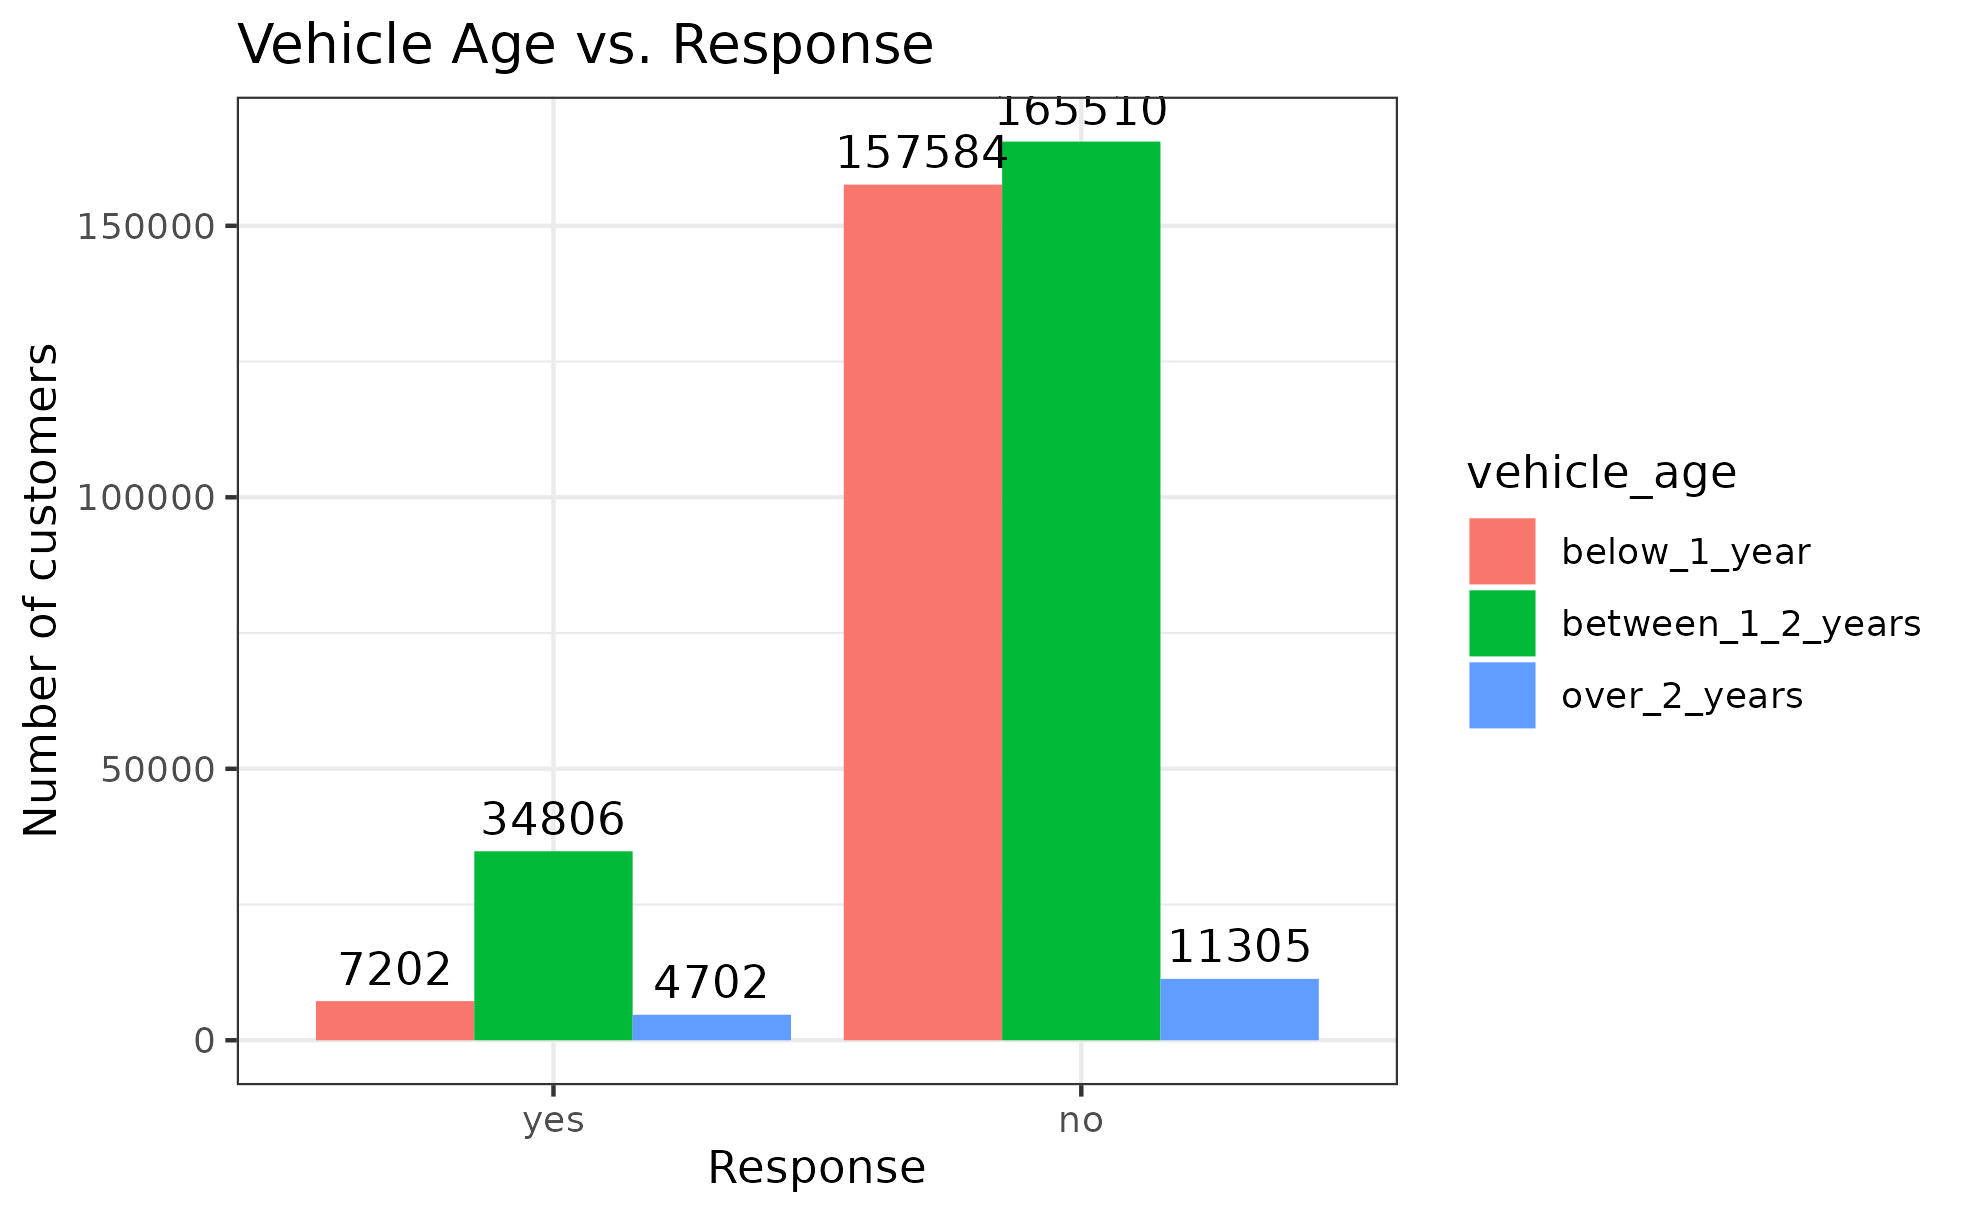 Vehicle Age vs. Response
165510
157584
150000
100000
50000
0
34806
7202
4702
11305
yes
no
Response
Number of customers
vehicle_age
below_1_year
between_1_2_years
over_2_years